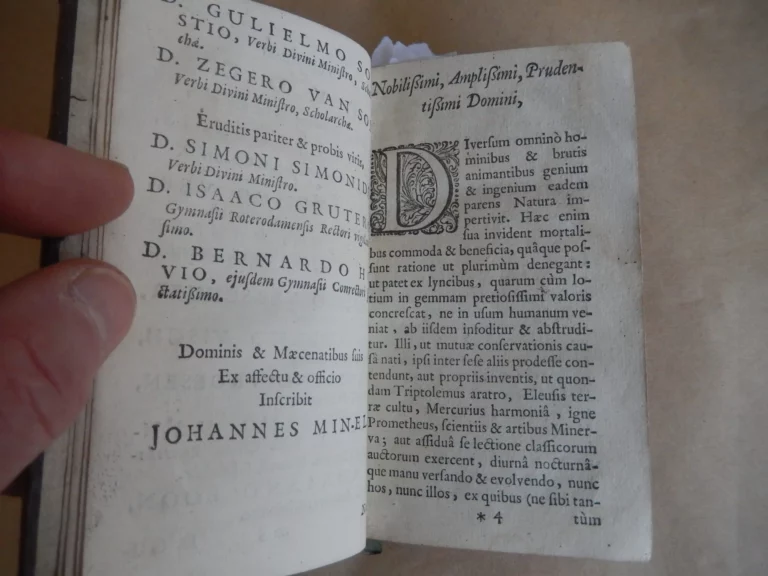 D. GULIELMO SO
STIO, Verbi Divini Miniſtro,
chæ.
D. ZEGERO VAN SO
Verbi Divini Miniſtro, Scholarchæ.
Eruditis pariter & probis viris,
D. SIMONI SIMONID
Verbi Divini Miniſtro.
D. ISAACO GRUTER
Gymnaſii Roterodamenſis Rectori
ſimo.
D. BERNARDO H
VIO, ejuſdem Gymnaſii Conrectori
ctatißimo.
Dominis & Mæcenatibus ſuis
Ex affectu & officio
Inſcribit
JOHANNES MIN-EL
Nobilißimi, Ampliſſimi, Pruden-
tißimi Domini,
DIverſum omninò ho-
minibus & brutis
animantibus genium
& ingenium eadem
parens Natura im-
pertivit. Hæc enim
ſua invident mortali-
bus commoda & beneficia, quâque poſ-
ſunt ratione ut plurimùm denegant:
ut patet ex lyncibus, quarum cùm lo-
tium in gemmam pretioſiſſimi valoris
concreſcat, ne in uſum humanum ve-
niat, ab iiſdem infoditur & abſtrudi-
tur. Illi, ut mutuæ conſervationis cau-
ſâ nati, ipſi inter ſeſe aliis prodeſſe con-
tendunt, aut propriis inventis, ut quon-
dam Triptolemus aratro, Eleuſis ter-
ræ cultu, Mercurius harmoniâ, igne
Prometheus, ſcientiis & artibus Miner-
va; aut aſſiduâ ſe lectione claſſicorum
auctorum exercent, diurnâ nocturnâ-
que manu verſando & evolvendo, nunc
hos, nunc illos, ex quibus (ne ſibi tan-
* 4 tùm